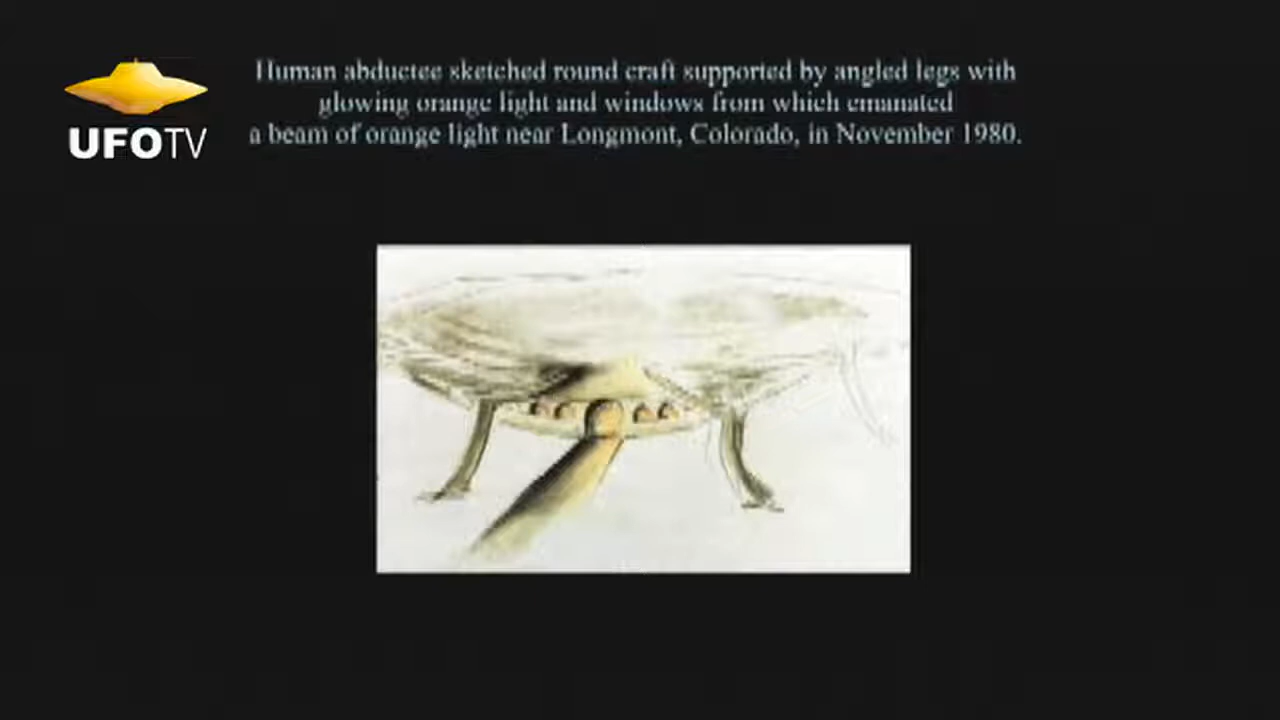 UFOTV
Human abductee sketched round craft supported by angled legs with
glowing orange light and windows from which emanated
a beam of orange light near Longmont, Colorado, in November 1980.